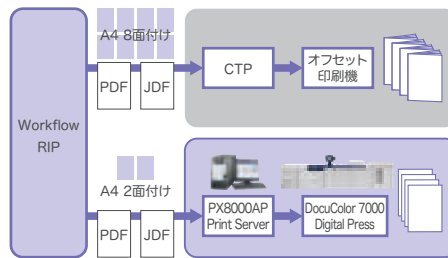 A4 8面付け
PDF
JDF
CTP
オフセット
印刷機
Workflow
RIP
A4 2面付け
PDF
JDF
PX8000AP
Print Server
DocuColor 7000
Digital Press